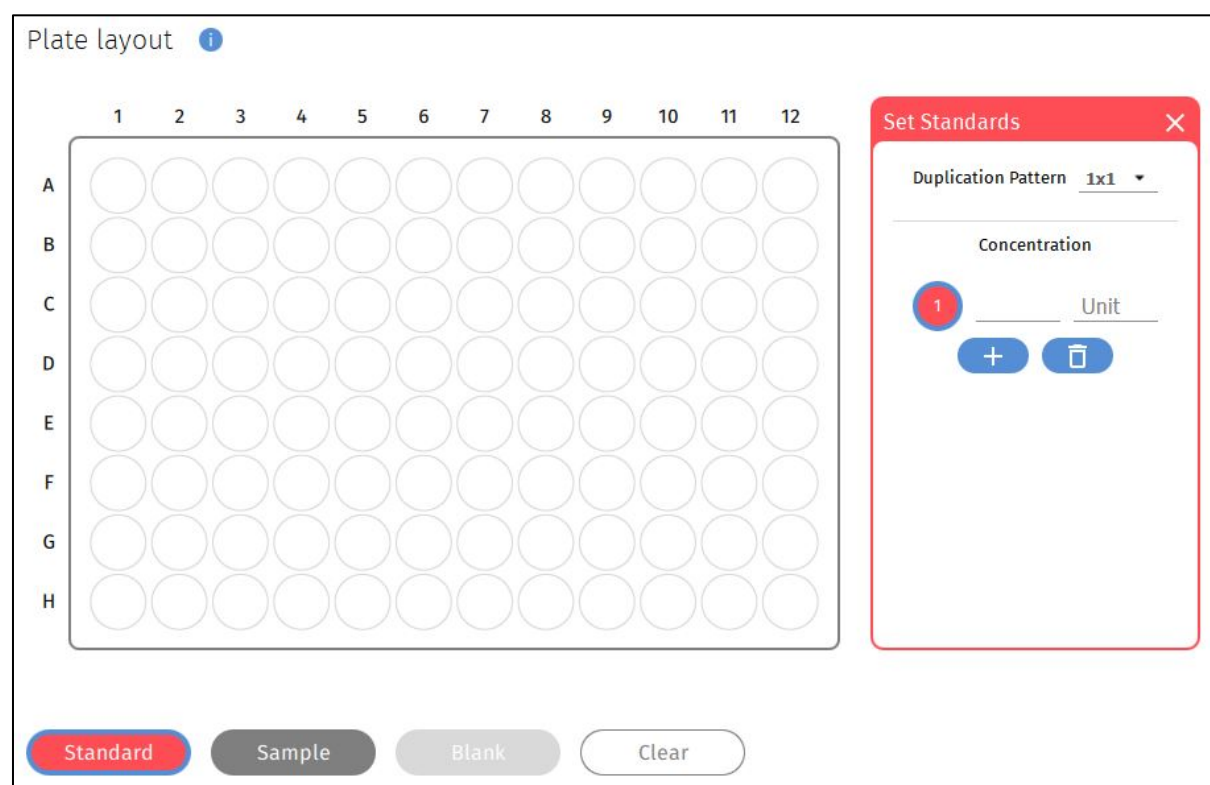 Plate layout i
1 2 3 4 5 6 7 8 9 10 11 12
A
B
C
D
E
F
G
H
Set Standards
Duplication Pattern 1x1
Concentration
1 Unit
+
Standard Sample Blank Clear